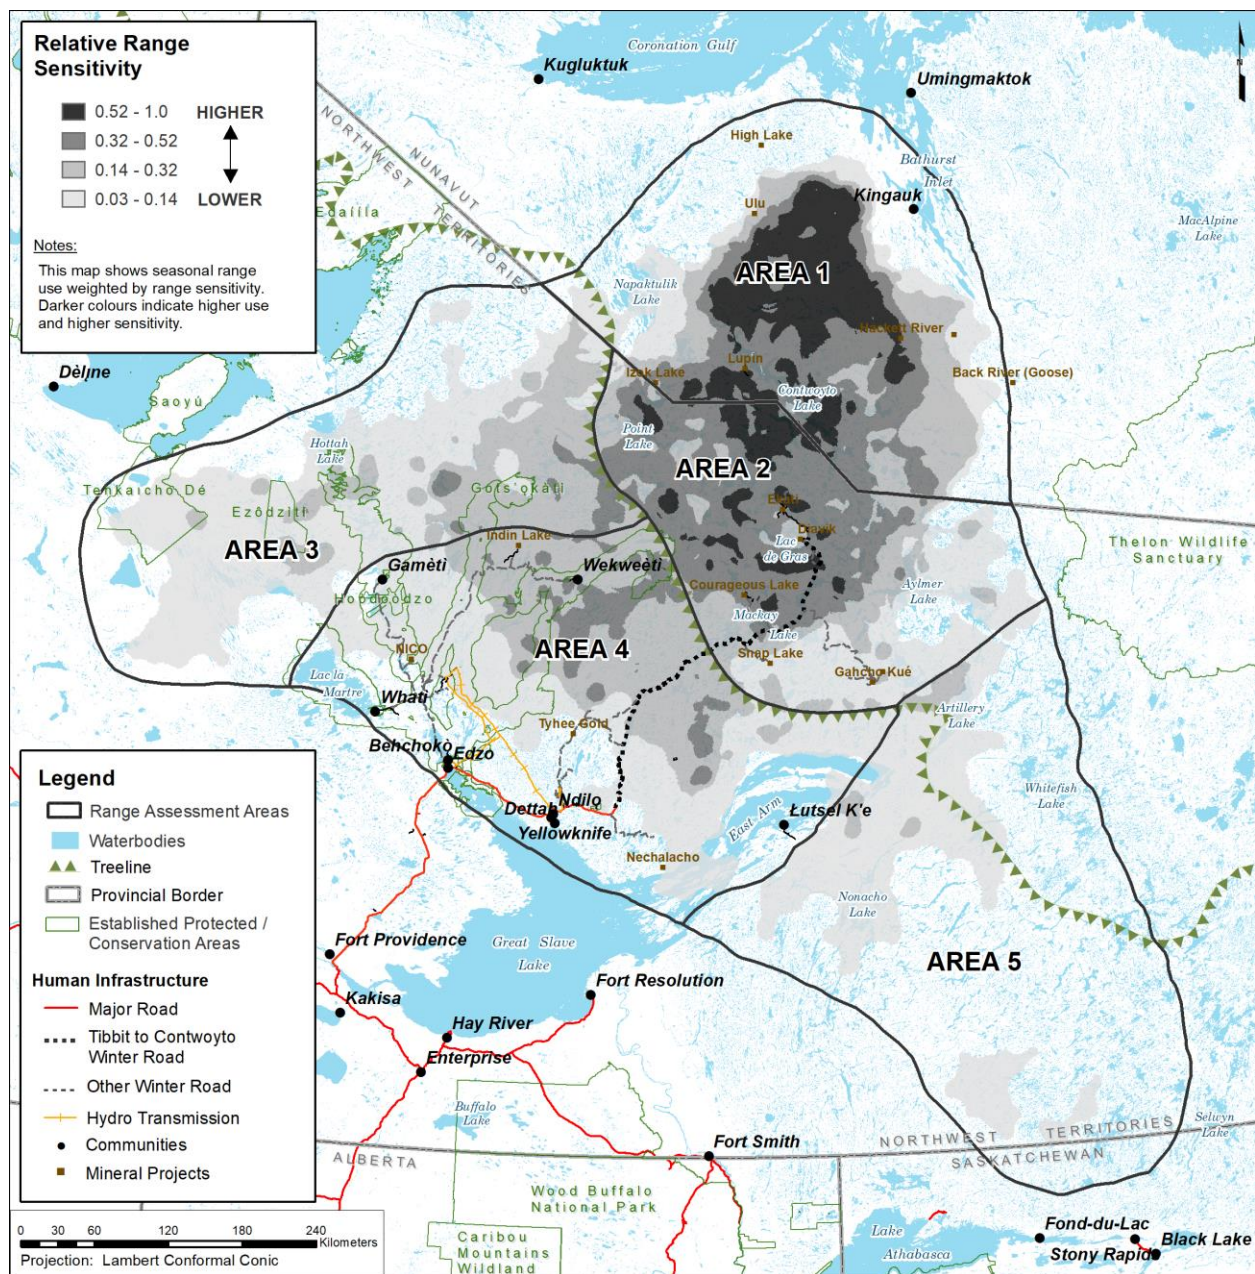 Relative Range
Sensitivity
0.52 - 1.0 HIGHER
0.32 - 0.52
0.14 - 0.32
0.03 - 0.14 LOWER
Notes:
This map shows seasonal range
use weighted by range sensitivity.
Darker colours indicate higher use
and higher sensitivity.
Coronation Gulf
Kugluktuk
Umingmaktok
N
High Lake
NUNAVUT
NORTHWEST TERRITORIES
Bathurst
Inlet
Kingauk
Ulu
Edaíìla
MacAlpine
Lake
AREA 1
Napaktulik
Lake
Hackett River
Lupin
Izok Lake
Back River (Goose)
Contwoyto
Lake
Délı̨ne
Saoyú
Point
Lake
Hottah
Lake
AREA 2
Tenkaicho Dé
Ezǫ̀dzìtì
Gots'ǫkàtì
Ekati
AREA 3
Indin Lake
Diavik
Lac
de Gras
Thelon Wildlife
Sanctuary
Gamètì
Wekweètì
Courageous Lake
Aylmer
Lake
Hoòdoòdzo
Mackay
Lake
AREA 4
NICO
Snap Lake
Gahcho Kué
Lac la
Martre
Whatì
Artillery
Lake
Tyhee Gold
Behchokǫ̀
Edzo
Whitefish
Lake
Ndilo
Dettah
Yellowknife
East Arm
Łutsel K'e
Nechalacho
Nonacho
Lake
AREA 5
Great Slave
Lake
Fort Providence
Fort Resolution
Kakisa
Hay River
Enterprise
Buffalo
Lake
Selwyn
Lake
NORTHWEST TERRITORIES
SASKATCHEWAN
ALBERTA
Fort Smith
Wood Buffalo
National Park
Caribou
Mountains
Wildland
Lake
Athabasca
Fond-du-Lac
Stony Rapids
Black Lake
Legend
Range Assessment Areas
Waterbodies
Treeline
Provincial Border
Established Protected /
Conservation Areas
Human Infrastructure
Major Road
Tibbit to Contwoyto
Winter Road
Other Winter Road
Hydro Transmission
Communities
Mineral Projects
0 30 60 120 180 240
Kilometers
Projection: Lambert Conformal Conic